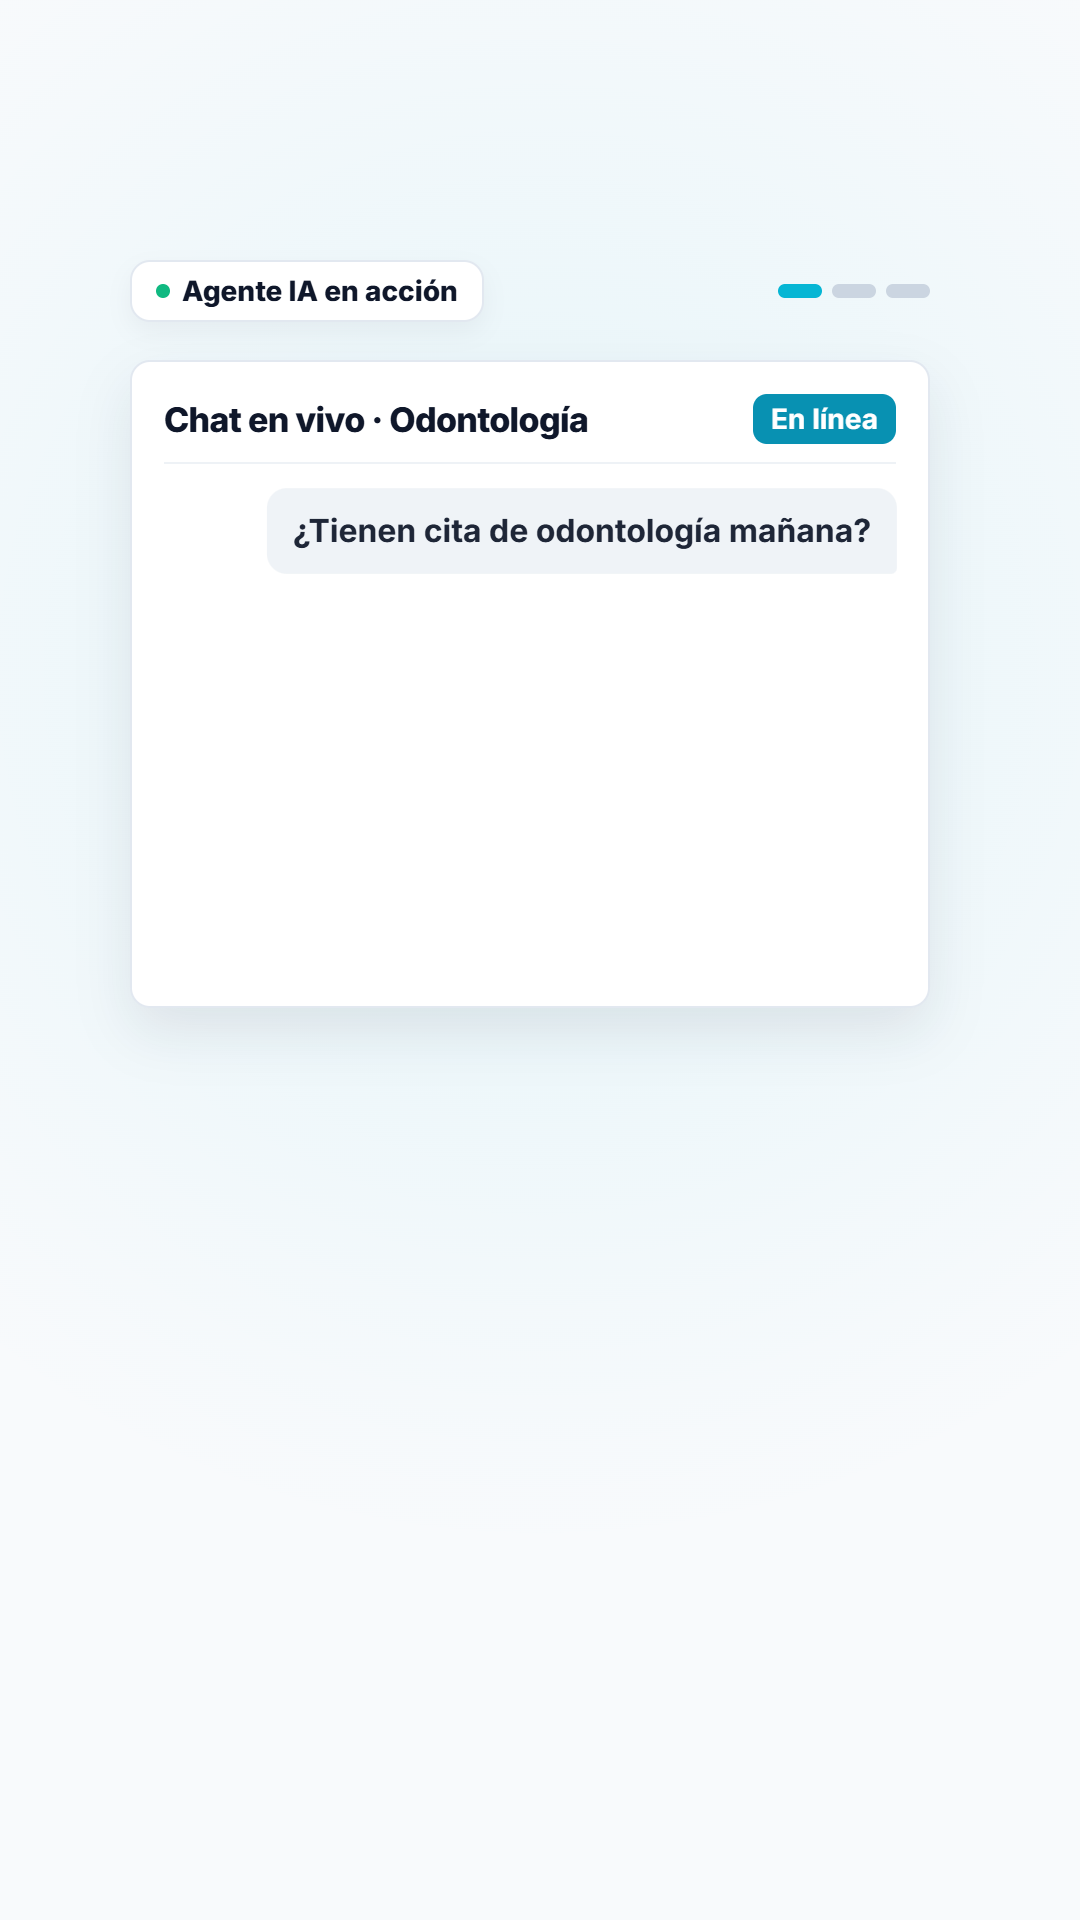 Agente IA en acción
Chat en vivo · Odontología
En línea
¿Tienen cita de odontología mañana?